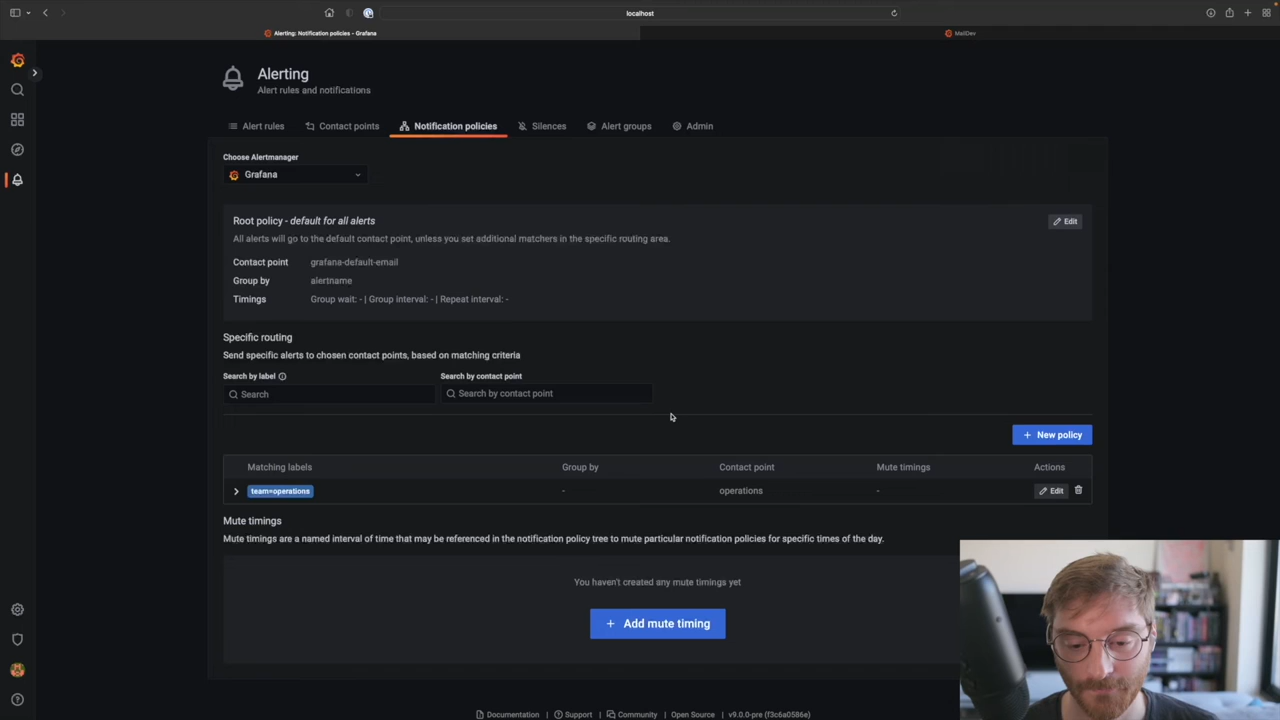 localhost
Alerting: Notification policies - Grafana
MailDev
Alerting
Alert rules and notifications
Alert rules
Contact points
Notification policies
Silences
Alert groups
Admin
Choose Alertmanager
Grafana
Root policy - default for all alerts
Edit
All alerts will go to the default contact point, unless you set additional matchers in the specific routing area.
Contact point grafana-default-email
Group by alertname
Timings Group wait: - | Group interval: - | Repeat interval: -
Specific routing
Send specific alerts to chosen contact points, based on matching criteria
Search by label
Search by contact point
Search
Search by contact point
+ New policy
Matching labels Group by Contact point Mute timings Actions
team=operations - operations - Edit
Mute timings
Mute timings are a named interval of time that may be referenced in the notification policy tree to mute particular notification policies for specific times of the day.
You haven't created any mute timings yet
+ Add mute timing
Documentation | Support | Community | Open Source | v9.0.0-pre (f3c6a0586e)